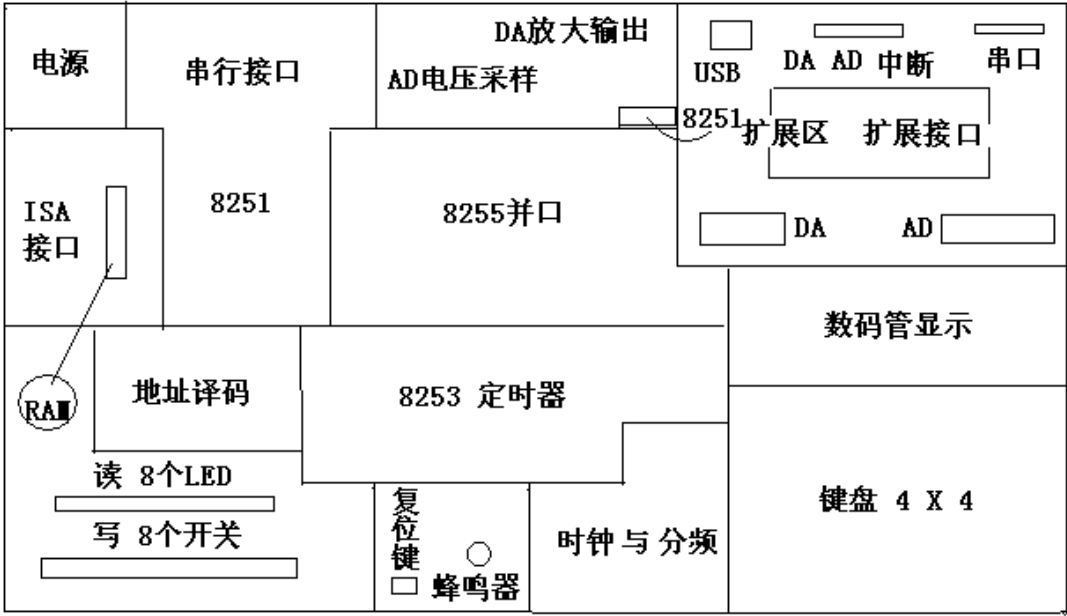 电源
串行接口
DA放大输出
AD电压采样
USB
DA AD 中断
串口
8251
扩展区 扩展接口
ISA
接口
8251
8255并口
DA
AD
数码管显示
RAM
地址译码
8253 定时器
读 8个LED
写 8个开关
复位键
蜂鸣器
时钟与分频
键盘 4 X 4